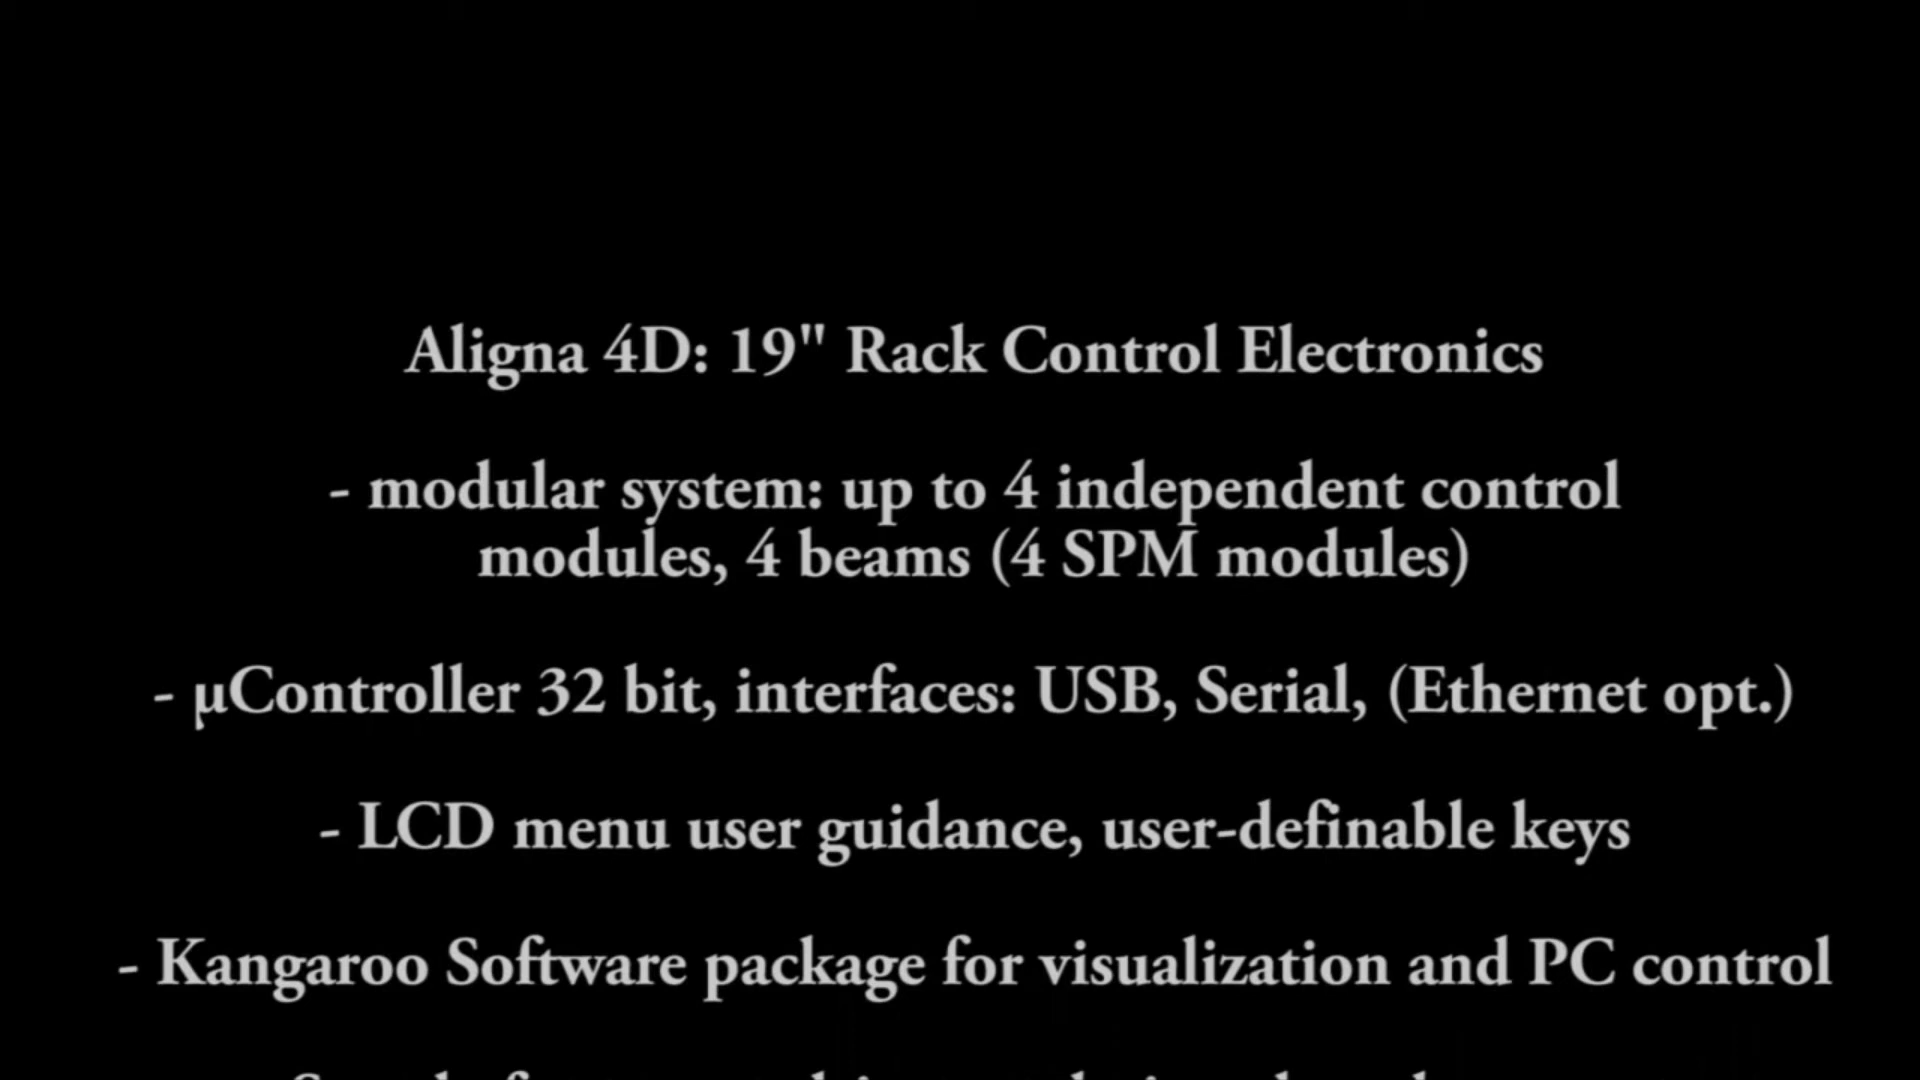 Aligna 4D: 19" Rack Control Electronics
- modular system: up to 4 independent control
modules, 4 beams (4 SPM modules)
- µController 32 bit, interfaces: USB, Serial, (Ethernet opt.)
- LCD menu user guidance, user-definable keys
- Kangaroo Software package for visualization and PC control